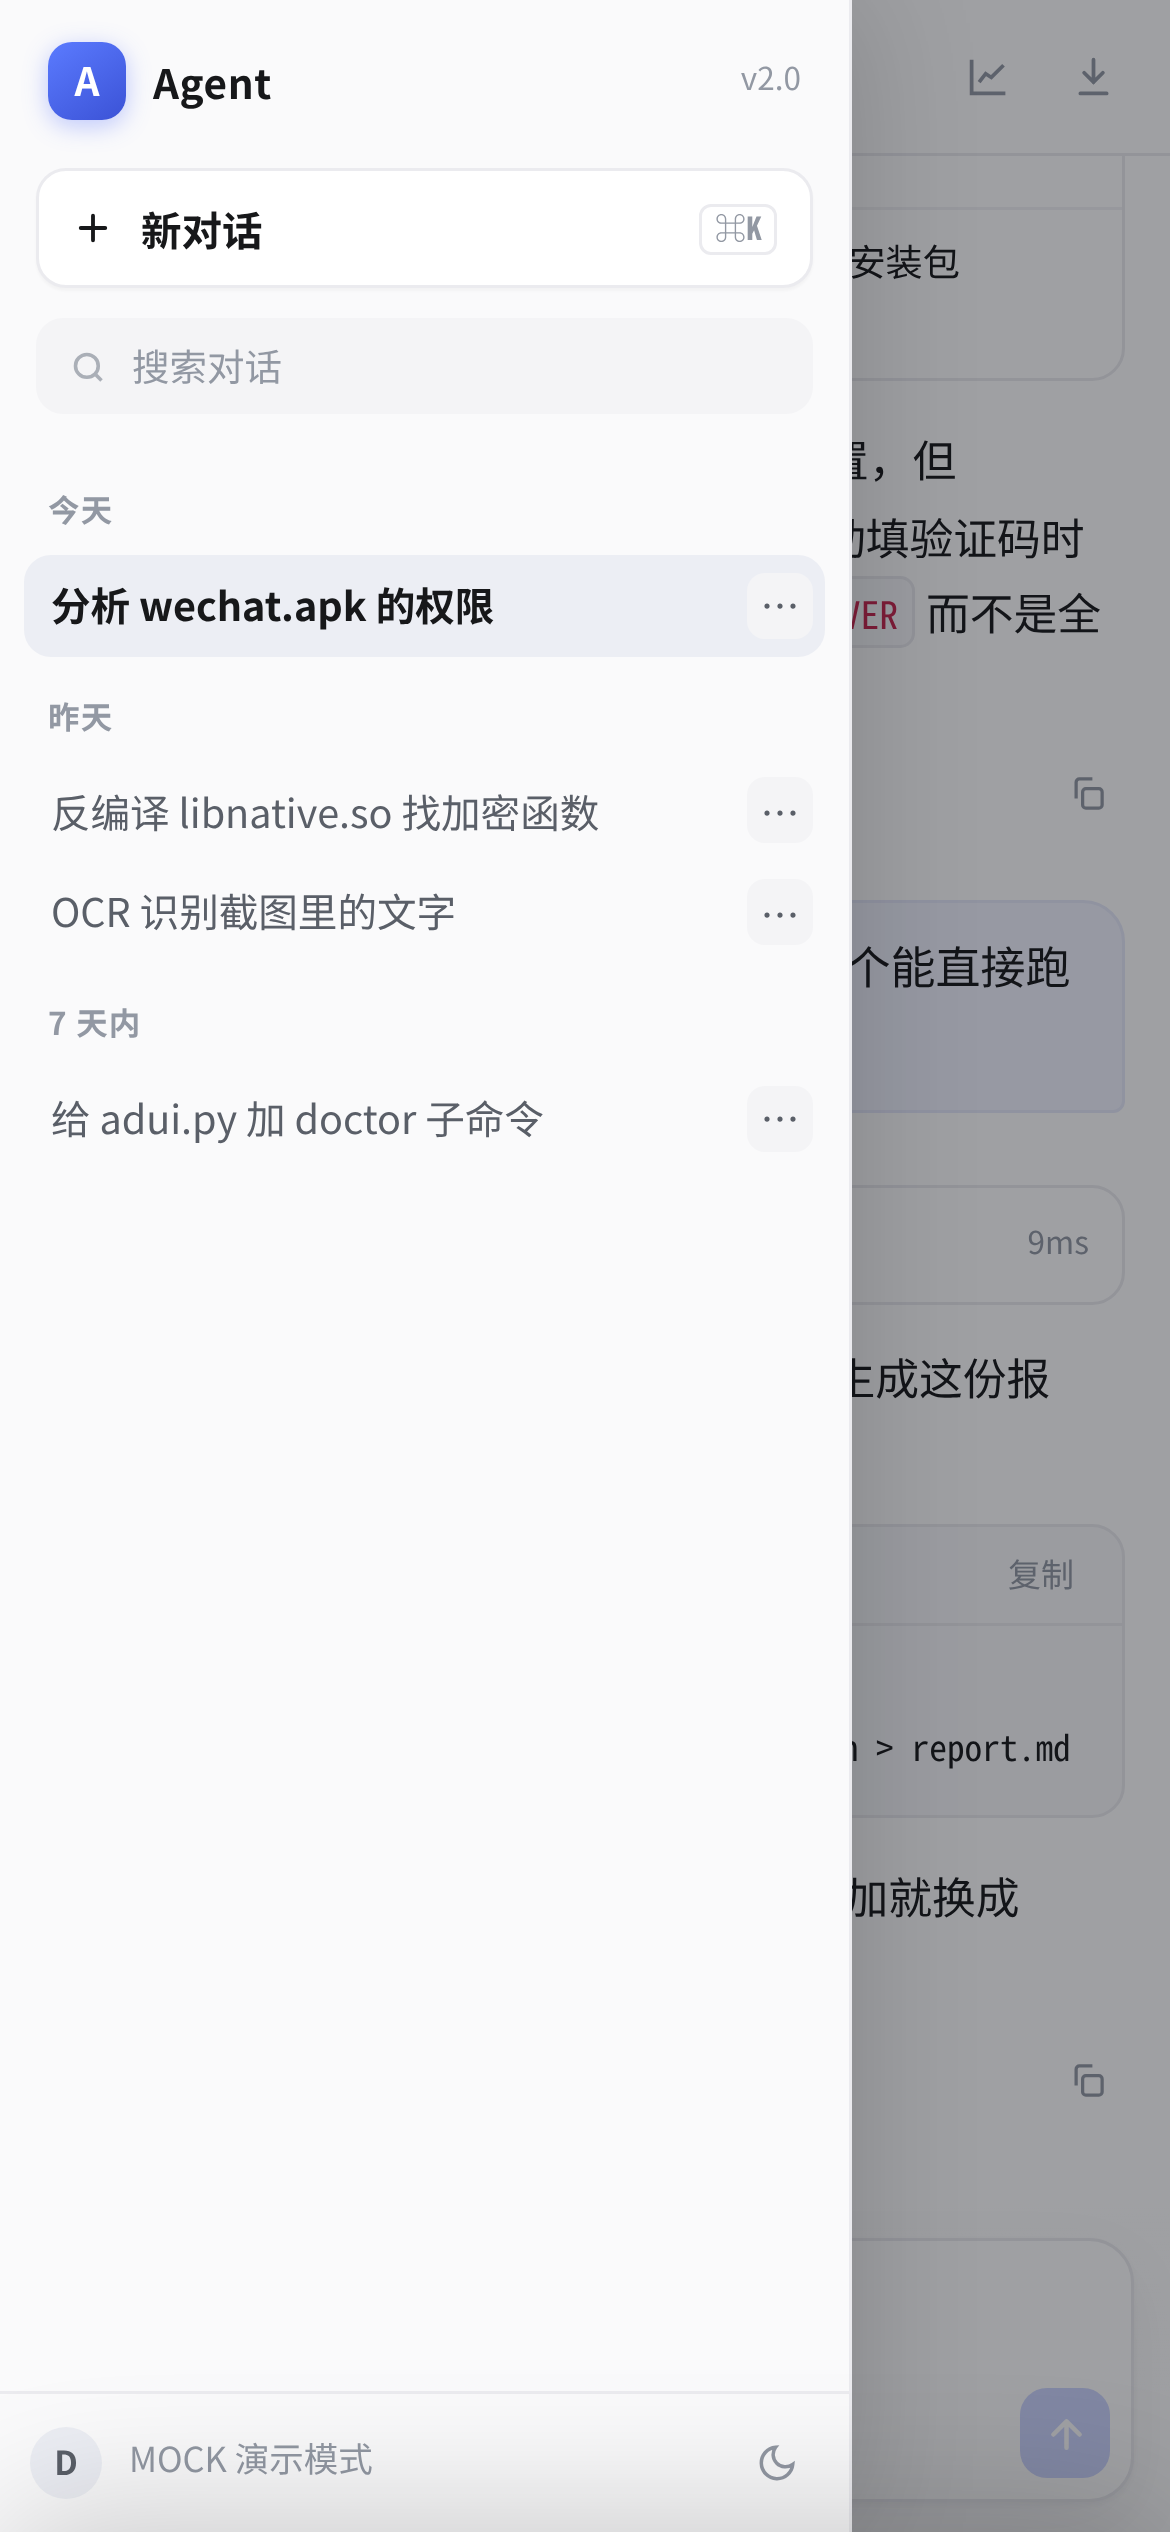 A Agent v2.0
新对话 ⌘K
搜索对话
今天
分析 wechat.apk 的权限
昨天
反编译 libnative.so 找加密函数
OCR 识别截图里的文字
7 天内
给 adui.py 加 doctor 子命令
D MOCK 演示模式
安装包
，但
填验证码时
ER 而不是全
个能直接跑
9ms
生成这份报
复制
> report.md
加就换成